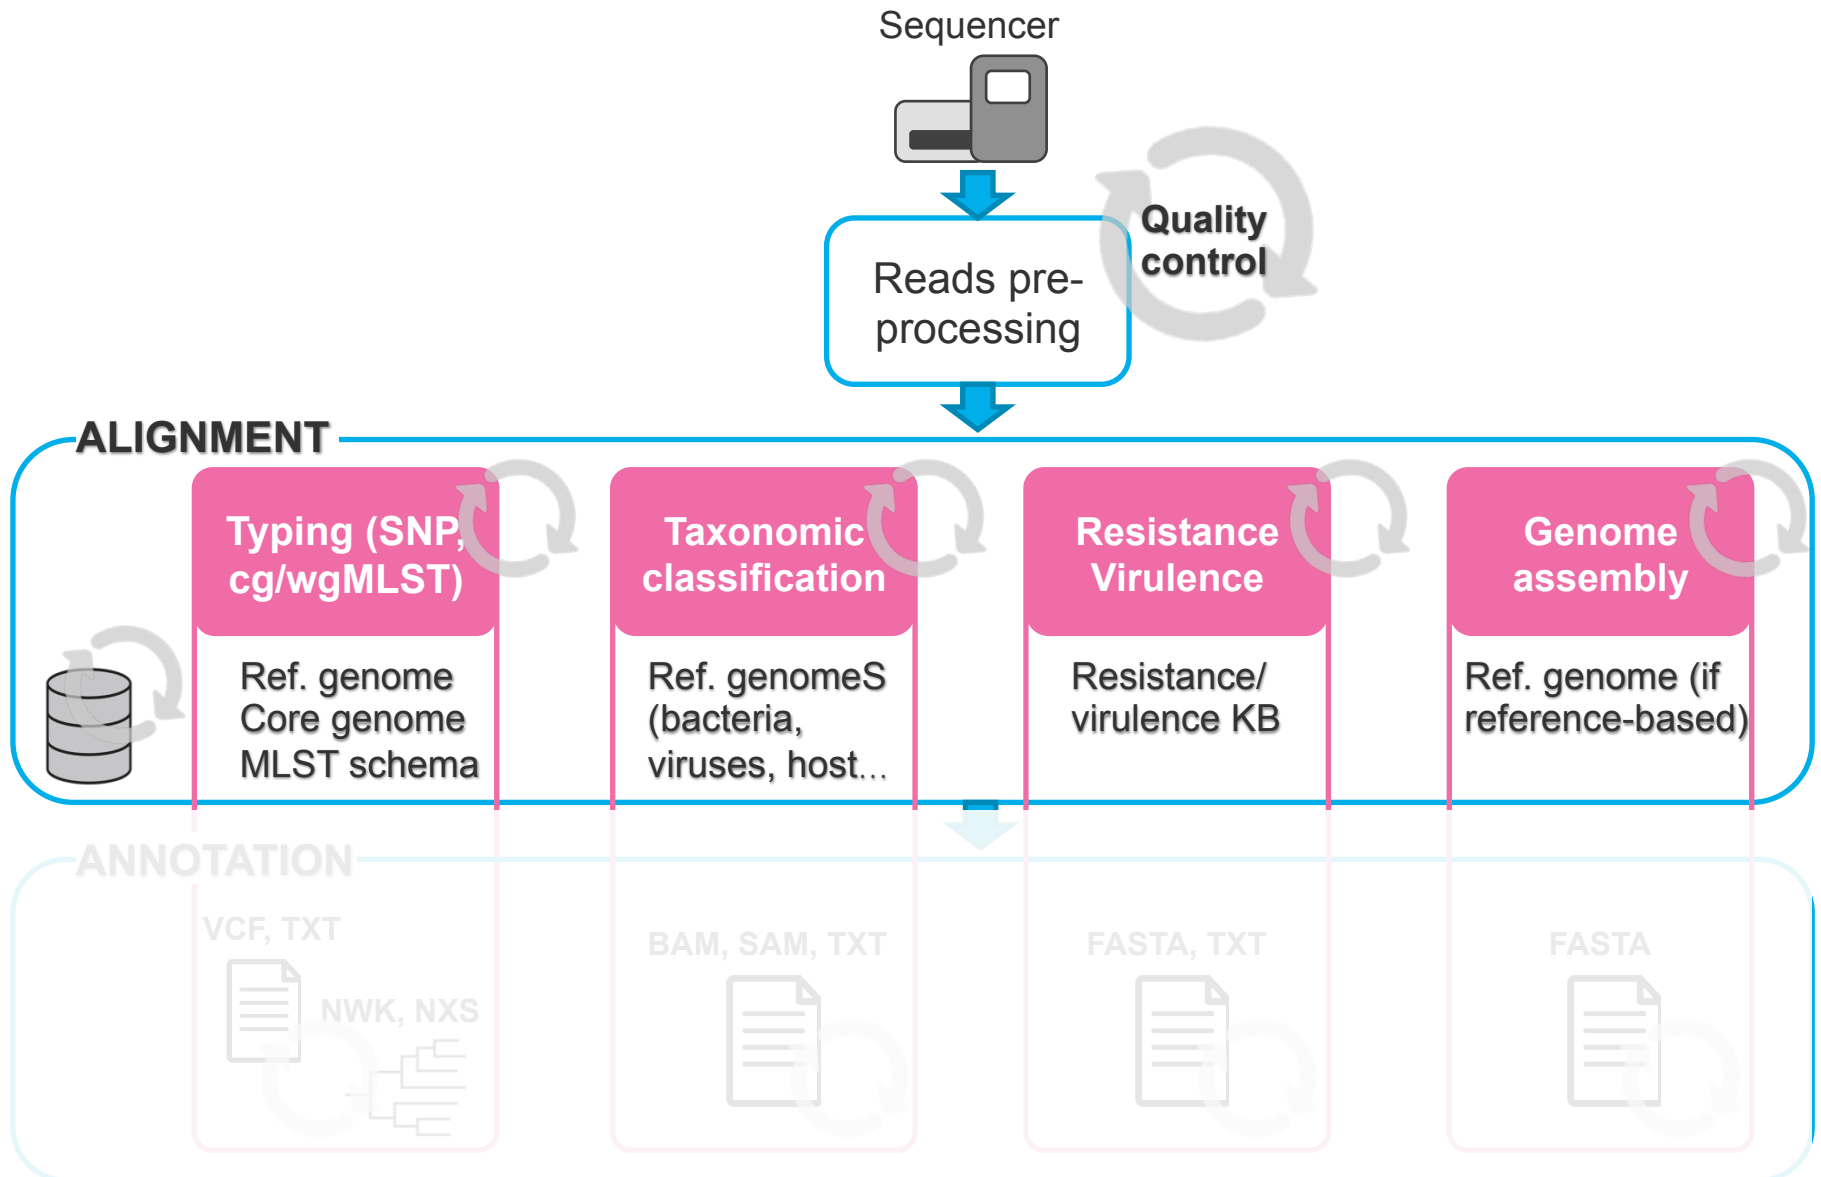 Sequencer
Quality
control
Reads pre-
processing
ALIGNMENT
Typing (SNP,
cg/wgMLST)
Taxonomic
classification
Resistance
Virulence
Genome
assembly
Ref. genome
Core genome
MLST schema
Ref. genomeS
(bacteria,
viruses, host…
Resistance/
virulence KB
Ref. genome (if
reference-based)
ANNOTATION
VCF, TXT
NWK, NXS
BAM, SAM, TXT
FASTA, TXT
FASTA